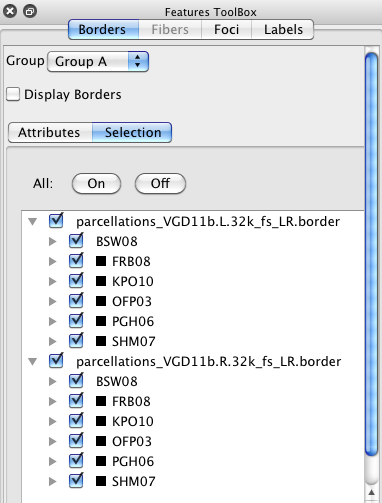 Features ToolBox
Borders Fibers Foci Labels
Group Group A
Display Borders
Attributes Selection
All: On Off
parcellations_VGD11b.L.32k_fs_LR.border
BSW08
FRB08
KPO10
OFP03
PGH06
SHM07
parcellations_VGD11b.R.32k_fs_LR.border
BSW08
FRB08
KPO10
OFP03
PGH06
SHM07